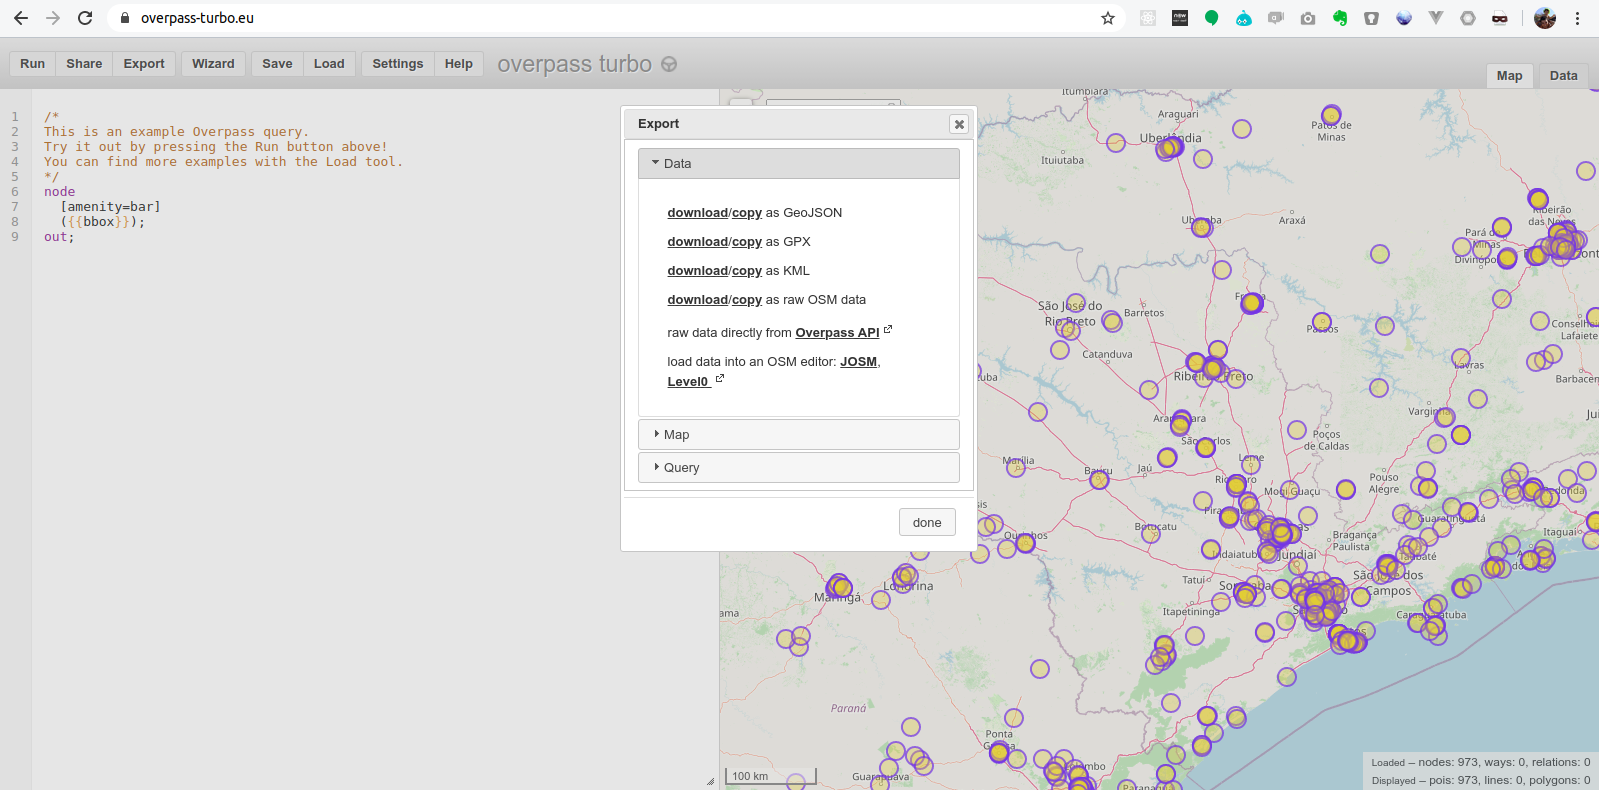 overpass-turbo.eu
Run Share Export Wizard Save Load Settings Help overpass turbo
Map Data
1 /*
2 This is an example Overpass query.
3 Try it out by pressing the Run button above!
4 You can find more examples with the Load tool.
5 */
6 node
7 [amenity=bar]
8 ({{bbox}});
9 out;
Export
Data
download/copy as GeoJSON
download/copy as GPX
download/copy as KML
download/copy as raw OSM data
raw data directly from Overpass API
load data into an OSM editor: JOSM,
Level0
Map
Query
done
Itumbiara
Araguari
Uberlândia
Patos de
Minas
Ituiutaba
Uberaba
Araxá
Ribeirão
das Neves
Pará de
Minas
Divinópolis
São José do
Rio Preto
Barretos
Franca
Passos
Conselheiro
Lafaiete
Catanduva
Ribeirão Preto
Lavras
Barbacena
Araraquara
Varginha
São Carlos
Poços
de Caldas
Marília
Bauru
Jaú
Leme
Rio Claro
Mogi Guaçu
Pouso
Alegre
Guaratinguetá
Botucatu
Ourinhos
Bragança
Paulista
Itaguaí
Indaiatuba
Jundiaí
Taubaté
Londrina
Maringá
Tatuí
Sorocaba
São José dos
Campos
Itapetininga
Caraguatatuba
Paraná
Ponta
Grossa
Guarapuava
Colombo
100 km
Loaded – nodes: 973, ways: 0, relations: 0
Displayed – pois: 973, lines: 0, polygons: 0